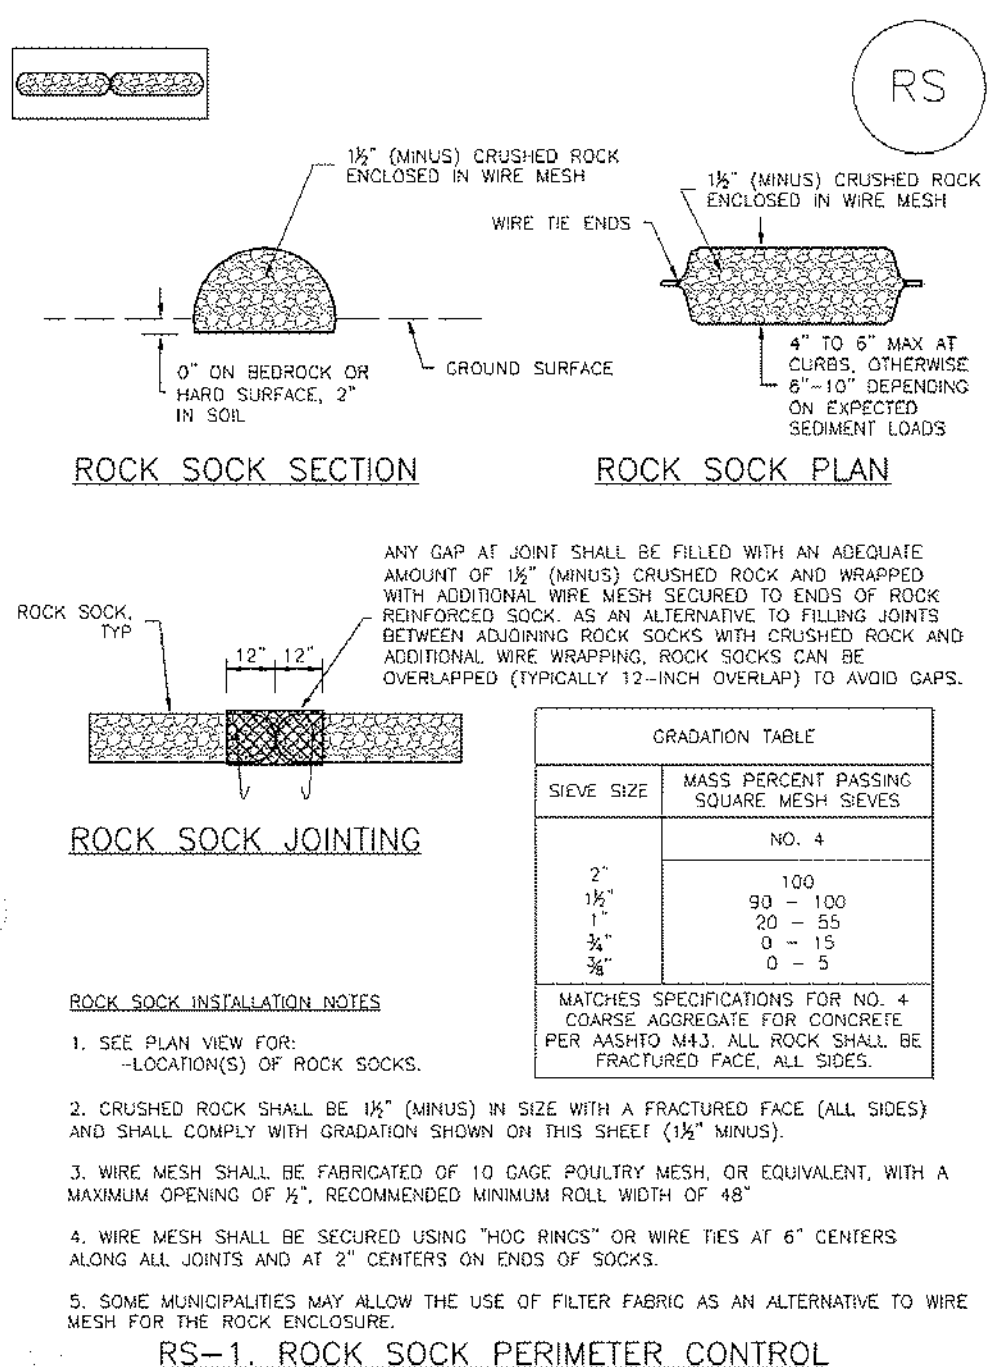 RS
1½" (MINUS) CRUSHED ROCK
ENCLOSED IN WIRE MESH
1½" (MINUS) CRUSHED ROCK
ENCLOSED IN WIRE MESH
WIRE TIE ENDS
GROUND SURFACE
0" ON BEDROCK OR
HARD SURFACE, 2"
IN SOIL
4" TO 6" MAX AT
CURBS, OTHERWISE
6"-10" DEPENDING
ON EXPECTED
SEDIMENT LOADS
ROCK SOCK SECTION
ROCK SOCK PLAN
ANY GAP AT JOINT SHALL BE FILLED WITH AN ADEQUATE
AMOUNT OF 1½" (MINUS) CRUSHED ROCK AND WRAPPED
WITH ADDITIONAL WIRE MESH SECURED TO ENDS OF ROCK
REINFORCED SOCK. AS AN ALTERNATIVE TO FILLING JOINTS
BETWEEN ADJOINING ROCK SOCKS WITH CRUSHED ROCK AND
ADDITIONAL WIRE WRAPPING, ROCK SOCKS CAN BE
OVERLAPPED (TYPICALLY 12-INCH OVERLAP) TO AVOID GAPS.
ROCK SOCK,
TYP
12" 12"
ROCK SOCK JOINTING
GRADATION TABLE
SIEVE SIZE
MASS PERCENT PASSING
SQUARE MESH SIEVES
NO. 4
2" 100
1½" 90 - 100
1" 20 - 55
¾" 0 - 15
⅜" 0 - 5
MATCHES SPECIFICATIONS FOR NO. 4
COARSE AGGREGATE FOR CONCRETE
PER AASHTO M43. ALL ROCK SHALL BE
FRACTURED FACE, ALL SIDES.
ROCK SOCK INSTALLATION NOTES
1. SEE PLAN VIEW FOR:
-LOCATION(S) OF ROCK SOCKS.
2. CRUSHED ROCK SHALL BE 1½" (MINUS) IN SIZE WITH A FRACTURED FACE (ALL SIDES)
AND SHALL COMPLY WITH GRADATION SHOWN ON THIS SHEET (1½" MINUS).
3. WIRE MESH SHALL BE FABRICATED OF 10 GAGE POULTRY MESH, OR EQUIVALENT, WITH A
MAXIMUM OPENING OF ½", RECOMMENDED MINIMUM ROLL WIDTH OF 48"
4. WIRE MESH SHALL BE SECURED USING "HOG RINGS" OR WIRE TIES AT 6" CENTERS
ALONG ALL JOINTS AND AT 2" CENTERS ON ENDS OF SOCKS.
5. SOME MUNICIPALITIES MAY ALLOW THE USE OF FILTER FABRIC AS AN ALTERNATIVE TO WIRE
MESH FOR THE ROCK ENCLOSURE.
RS-1. ROCK SOCK PERIMETER CONTROL